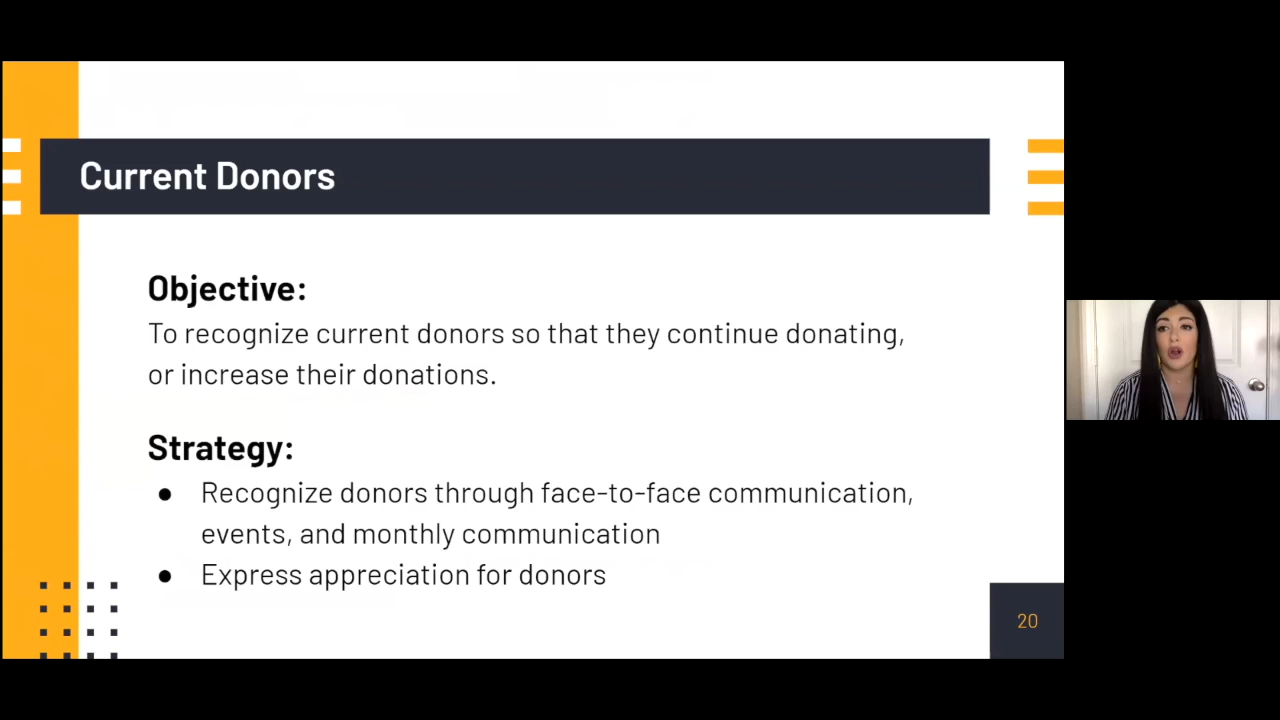 Current Donors
Objective:
To recognize current donors so that they continue donating,
or increase their donations.
Strategy:
● Recognize donors through face-to-face communication,
events, and monthly communication
● Express appreciation for donors
20